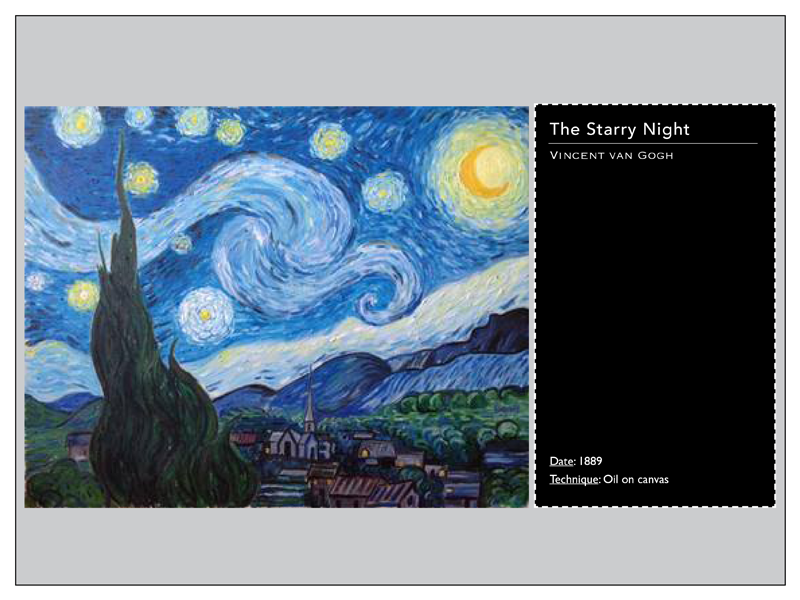 The Starry Night
VINCENT VAN GOGH
Date: 1889
Technique: Oil on canvas